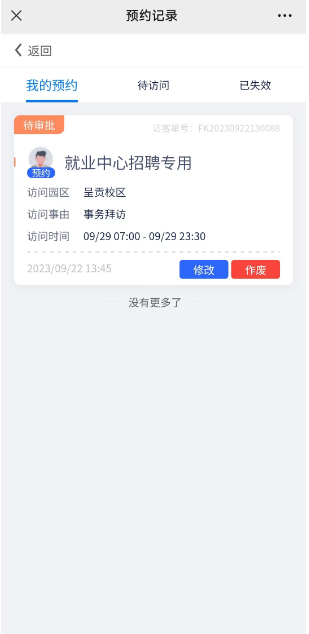 预约记录
返回
我的预约 待访问 已失效
待审批 访客单号：FK20230922130088
就业中心招聘专用
预约
访问园区 呈贡校区
访问事由 事务拜访
访问时间 09/29 07:00 - 09/29 23:30
2023/09/22 13:45 修改 作废
没有更多了